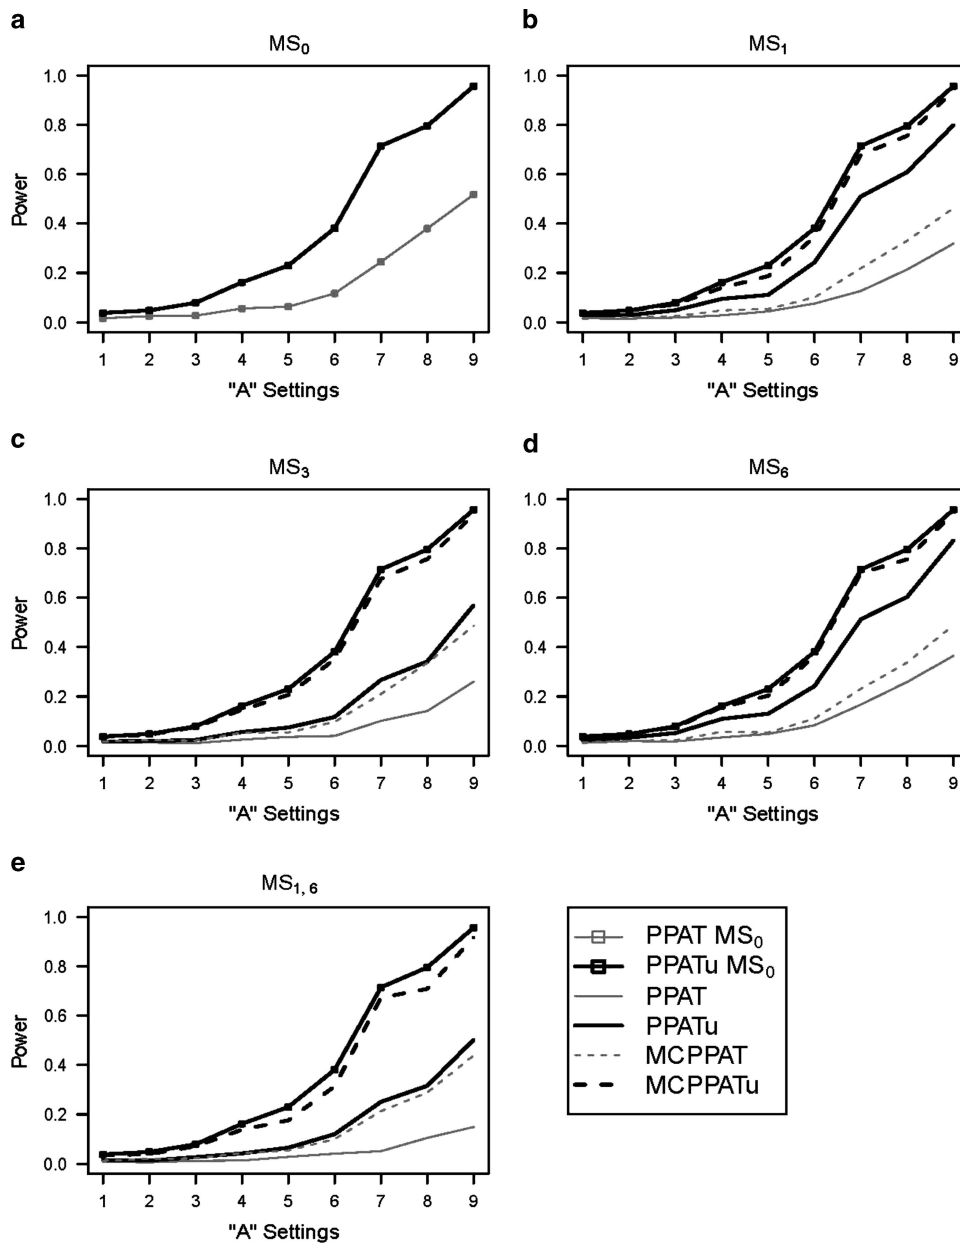 a
MS0
1.0
0.8
0.6
0.4
0.2
0.0
Power
1 2 3 4 5 6 7 8 9
"A" Settings
b
MS1
1.0
0.8
0.6
0.4
0.2
0.0
1 2 3 4 5 6 7 8 9
"A" Settings
c
MS3
1.0
0.8
0.6
0.4
0.2
0.0
Power
1 2 3 4 5 6 7 8 9
"A" Settings
d
MS6
1.0
0.8
0.6
0.4
0.2
0.0
1 2 3 4 5 6 7 8 9
"A" Settings
e
MS1, 6
1.0
0.8
0.6
0.4
0.2
0.0
Power
1 2 3 4 5 6 7 8 9
"A" Settings
PPAT MS0
PPATu MS0
PPAT
PPATu
MCPPAT
MCPPATu